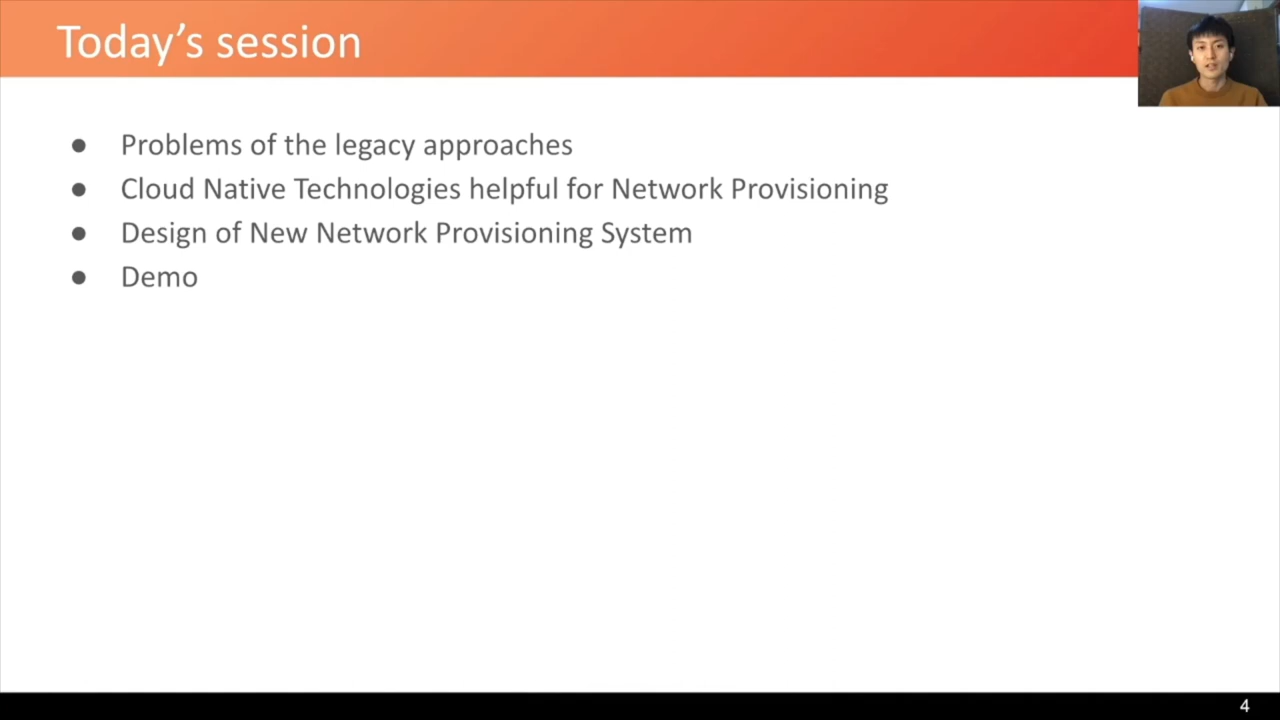 Today's session
● Problems of the legacy approaches
● Cloud Native Technologies helpful for Network Provisioning
● Design of New Network Provisioning System
● Demo
4